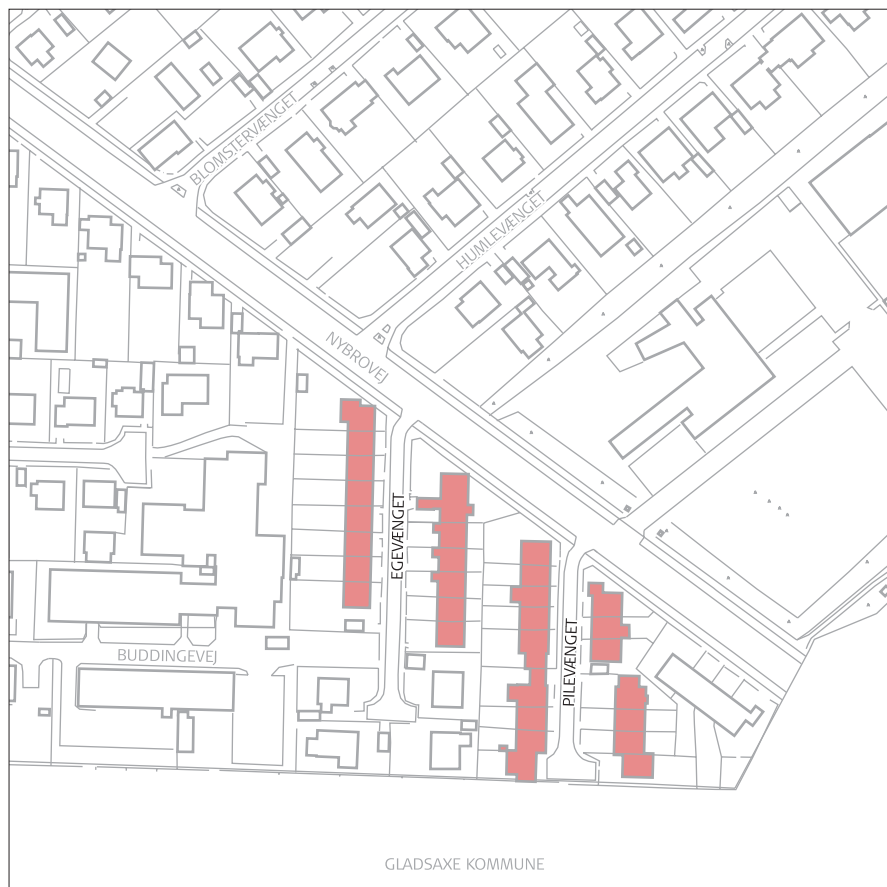 BLOMSTERVÆNGET
HUMLEVÆNGET
NYBROVEJ
EGEVÆNGET
PILEVÆNGET
BUDDINGEVEJ
GLADSAXE KOMMUNE